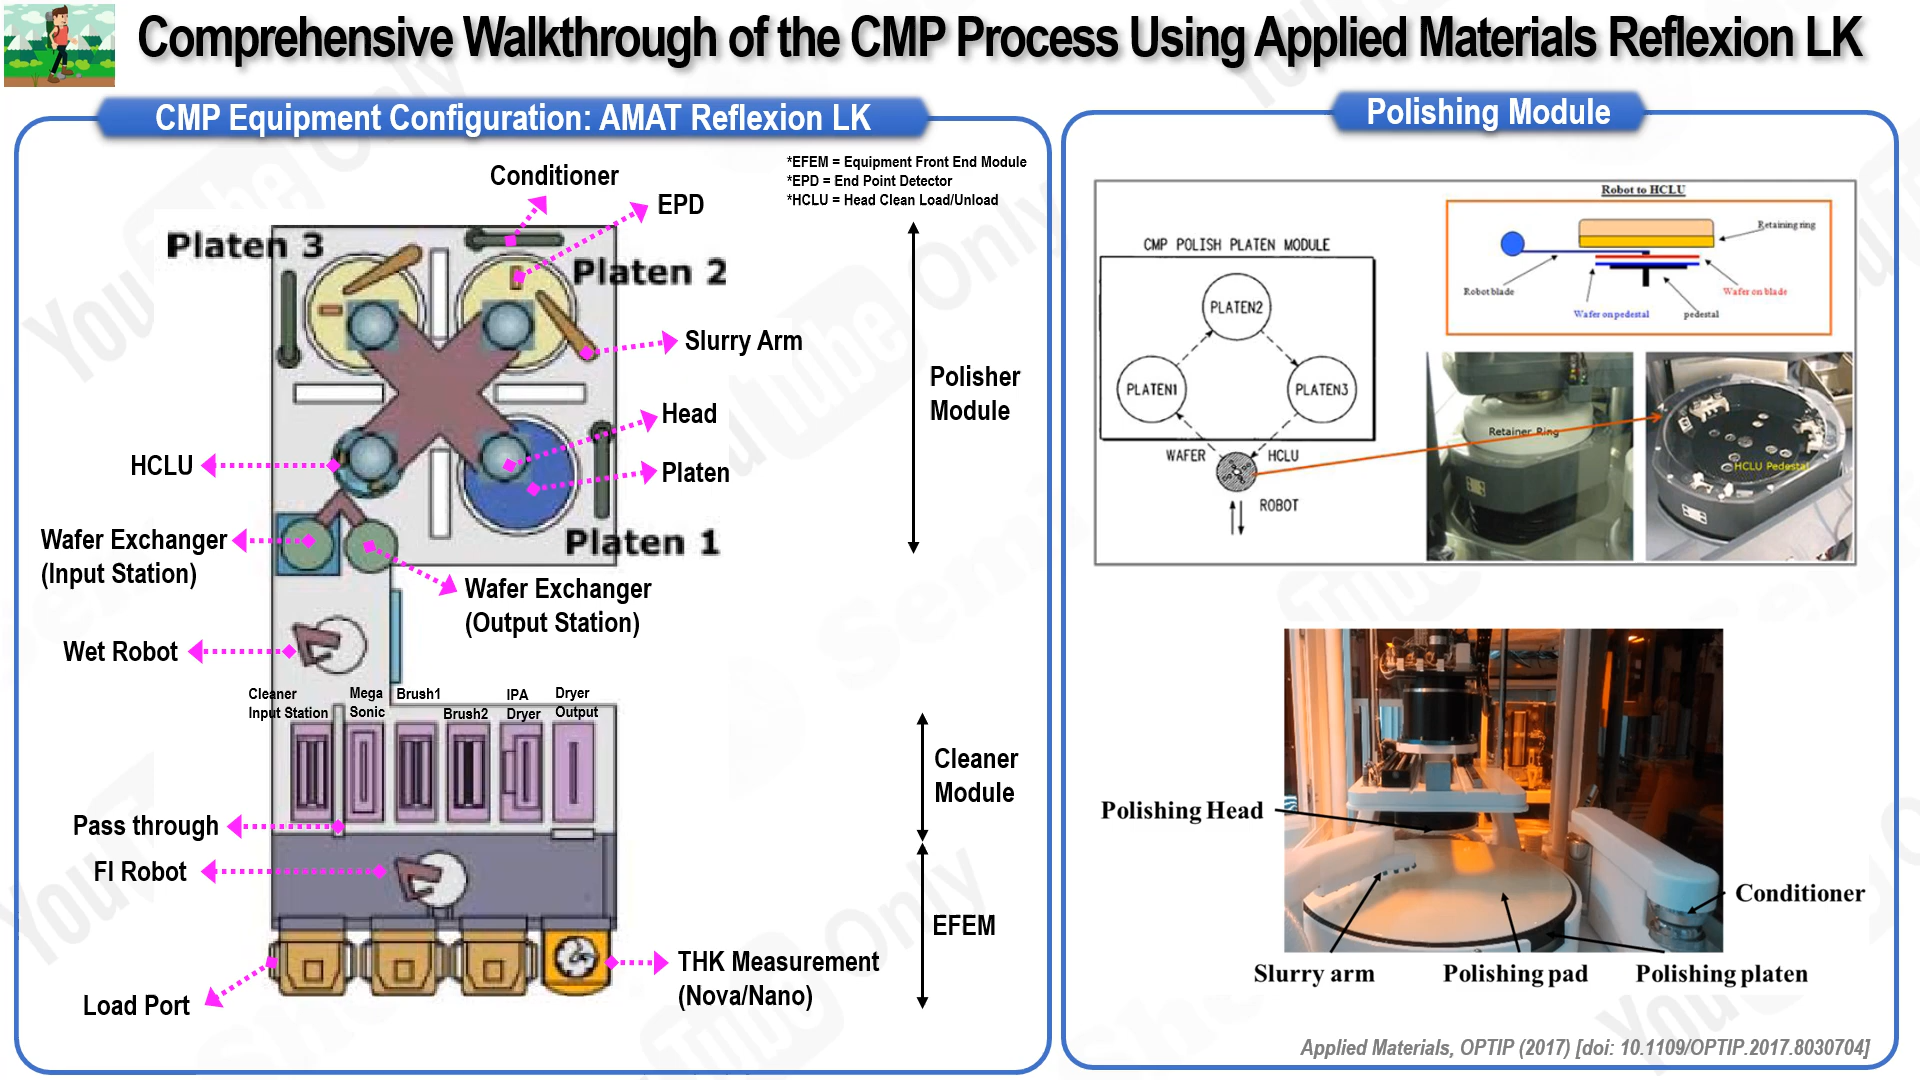 Comprehensive Walkthrough of the CMP Process Using Applied Materials Reflexion LK
CMP Equipment Configuration: AMAT Reflexion LK
*EFEM = Equipment Front End Module
*EPD = End Point Detector
*HCLU = Head Clean Load/Unload
Conditioner
EPD
Platen 3
Platen 2
Slurry Arm
Polisher
Module
Head
HCLU
Platen
Wafer Exchanger
(Input Station)
Platen 1
Wafer Exchanger
(Output Station)
Wet Robot
Cleaner
Input Station
Mega
Sonic
Brush1
Brush2
IPA
Dryer
Dryer
Output
Cleaner
Module
Pass through
FI Robot
EFEM
THK Measurement
(Nova/Nano)
Load Port
Polishing Module
Robot to HCLU
Retaining ring
Robot blade
Wafer on blade
Wafer on pedestal
pedestal
CMP POLISH PLATEN MODULE
PLATEN2
PLATEN1
PLATEN3
WAFER
HCLU
ROBOT
Retainer Ring
HCLU Pedestal
Polishing Head
Conditioner
Slurry arm
Polishing pad
Polishing platen
Applied Materials, OPTIP (2017) [doi: 10.1109/OPTIP.2017.8030704]
YouTube Only